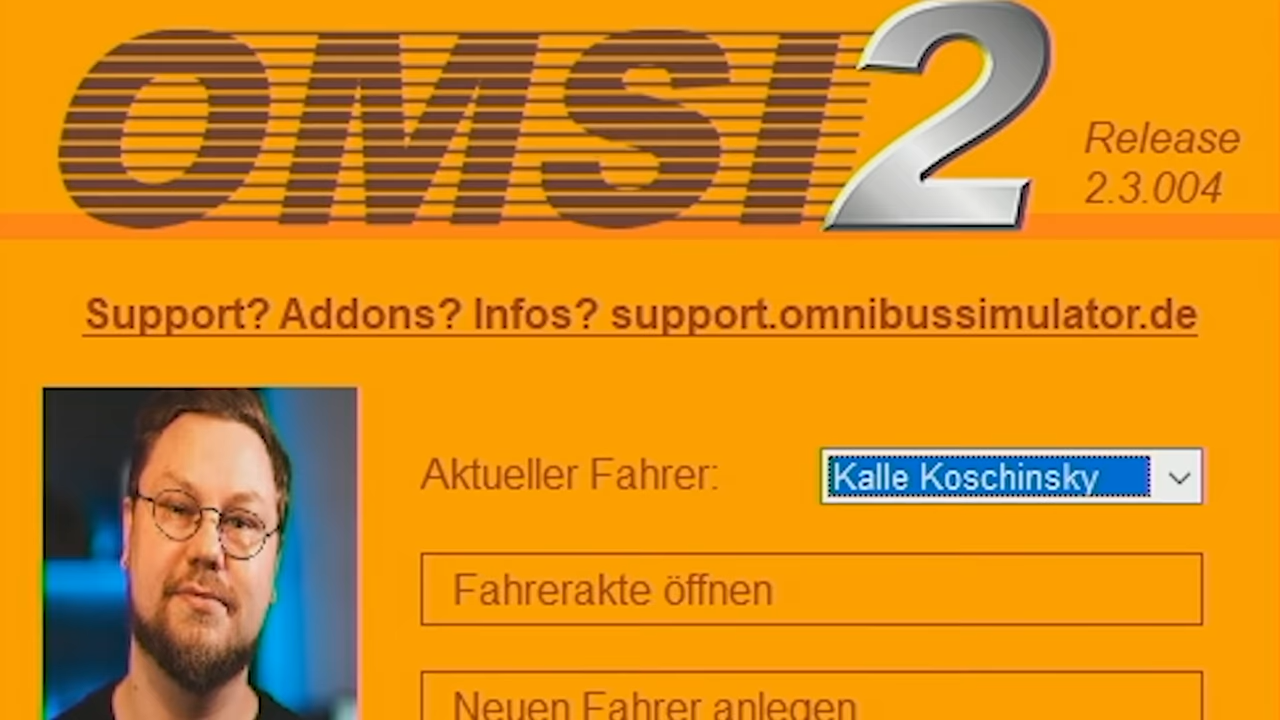 OMSI 2
Release
2.3.004
Support? Addons? Infos? support.omnibussimulator.de
Aktueller Fahrer:
Kalle Koschinsky
Fahrerakte öffnen
Neuen Fahrer anlegen